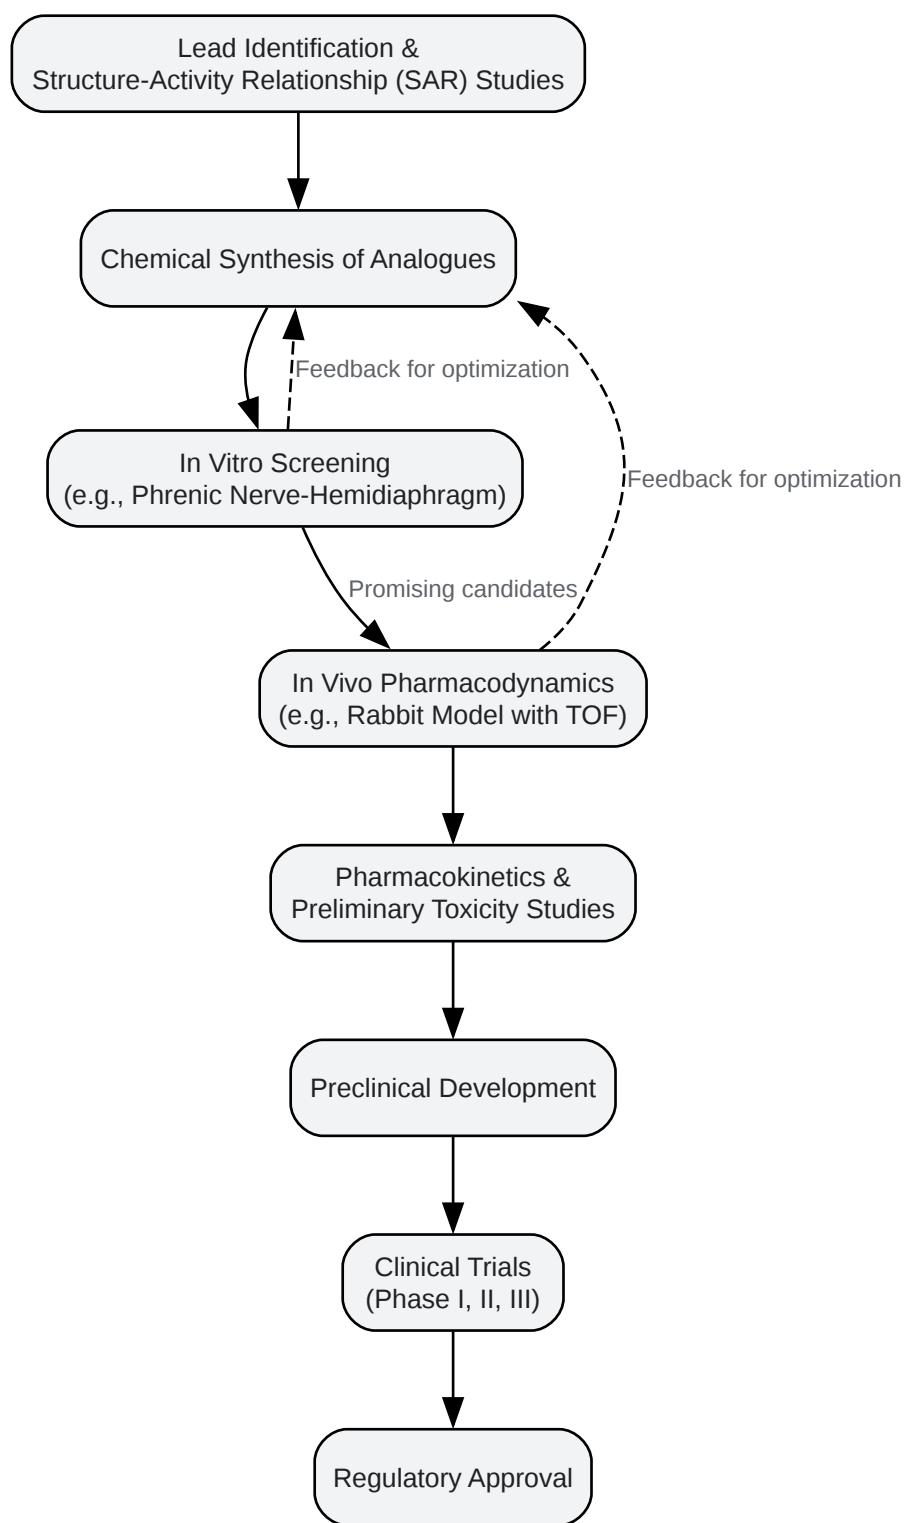 Lead Identification &
Structure-Activity Relationship (SAR) Studies
Chemical Synthesis of Analogues
Feedback for optimization
In Vitro Screening
(e.g., Phrenic Nerve-Hemidiaphragm)
Feedback for optimization
Promising candidates
In Vivo Pharmacodynamics
(e.g., Rabbit Model with TOF)
Pharmacokinetics &
Preliminary Toxicity Studies
Preclinical Development
Clinical Trials
(Phase I, II, III)
Regulatory Approval